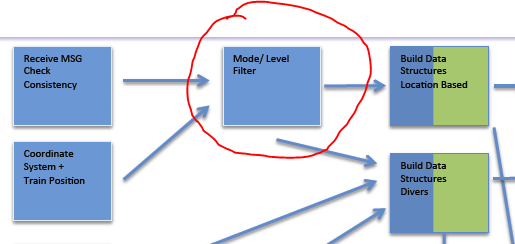 Receive MSG
Check
Consistency
Mode/ Level
Filter
Build Data
Structures
Location Based
Coordinate
System +
Train Position
Build Data
Structures
Divers